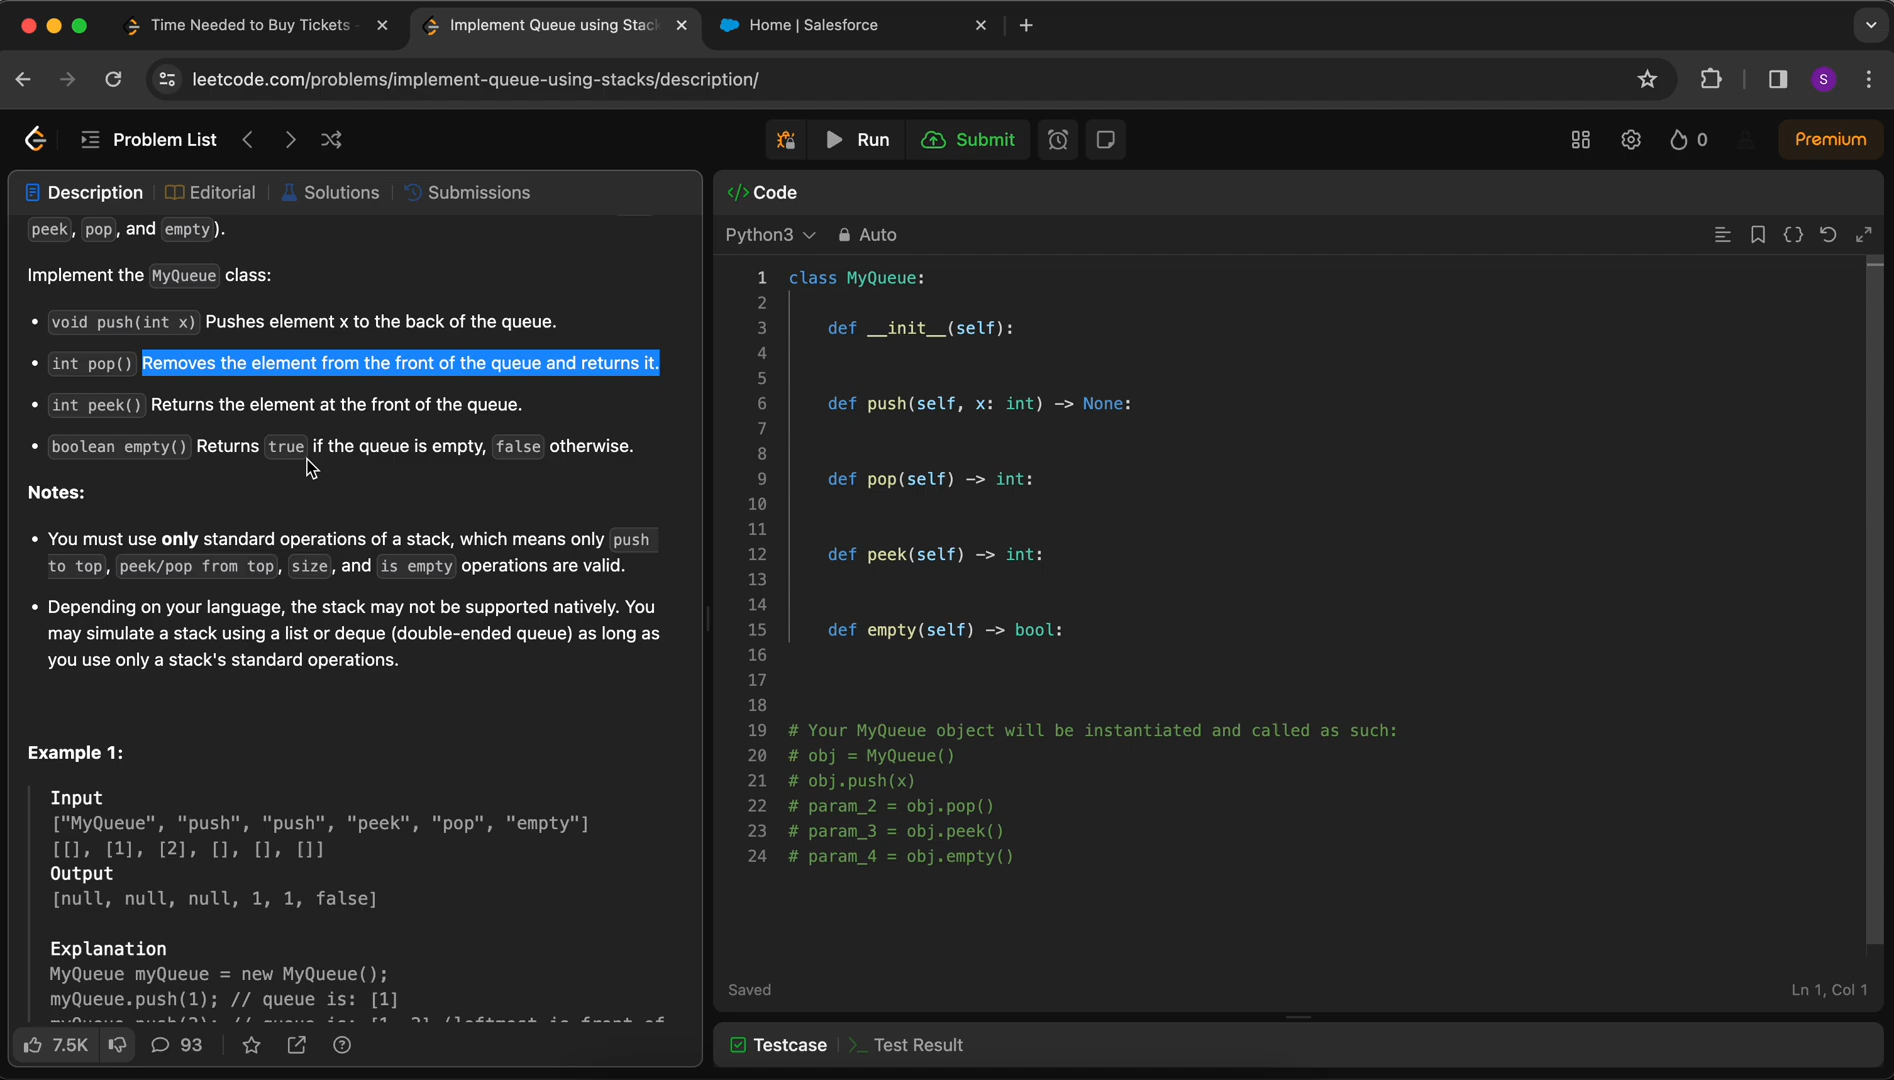 Time Needed to Buy Tickets -
Implement Queue using Stack
Home | Salesforce
leetcode.com/problems/implement-queue-using-stacks/description/
S
Problem List
Run
Submit
0
Premium
Description
Editorial
Solutions
Submissions
</> Code
peek, pop, and empty).
Implement the MyQueue class:
• void push(int x) Pushes element x to the back of the queue.
• int pop() Removes the element from the front of the queue and returns it.
• int peek() Returns the element at the front of the queue.
• boolean empty() Returns true if the queue is empty, false otherwise.
Notes:
• You must use only standard operations of a stack, which means only push
to top, peek/pop from top, size, and is empty operations are valid.
• Depending on your language, the stack may not be supported natively. You
may simulate a stack using a list or deque (double-ended queue) as long as
you use only a stack's standard operations.
Example 1:
Input
["MyQueue", "push", "push", "peek", "pop", "empty"]
[[], [1], [2], [], [], []]
Output
[null, null, null, 1, 1, false]
Explanation
MyQueue myQueue = new MyQueue();
myQueue.push(1); // queue is: [1]
7.5K
93
Python3
Auto
1 class MyQueue:
2
3 def __init__(self):
4
5
6 def push(self, x: int) -> None:
7
8
9 def pop(self) -> int:
10
11
12 def peek(self) -> int:
13
14
15 def empty(self) -> bool:
16
17
18
19 # Your MyQueue object will be instantiated and called as such:
20 # obj = MyQueue()
21 # obj.push(x)
22 # param_2 = obj.pop()
23 # param_3 = obj.peek()
24 # param_4 = obj.empty()
Saved
Ln 1, Col 1
Testcase
>_ Test Result